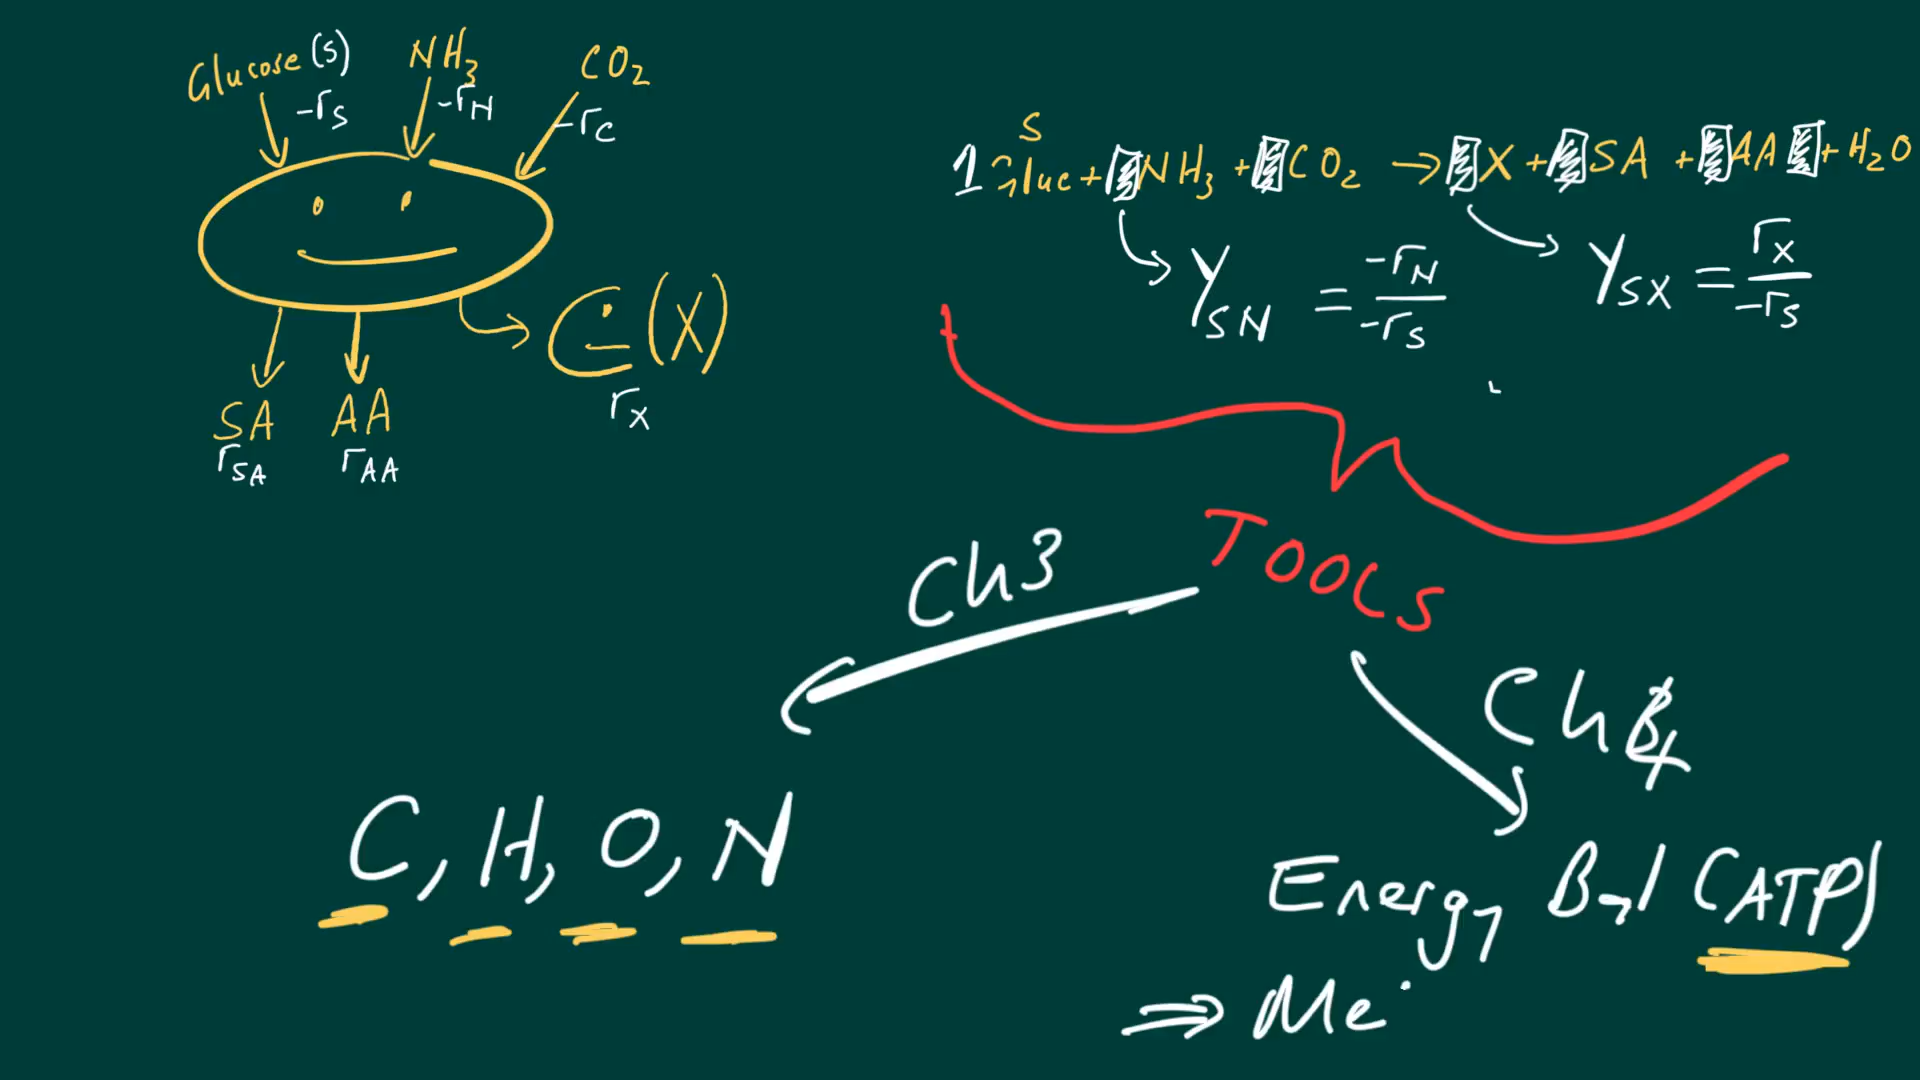 Glucose (S)
NH3
CO2
-rS
-rN
-rC
(X)
rX
SA
AA
rSA
rAA
S
1 Gluc + NH3 + CO2 → X + SA + AA + H2O
YSN = -rN / -rS
YSX = rX / -rS
TOOLS
Ch3
Ch4
C, H, O, N
Energy Bal (ATP)
⇒ Me